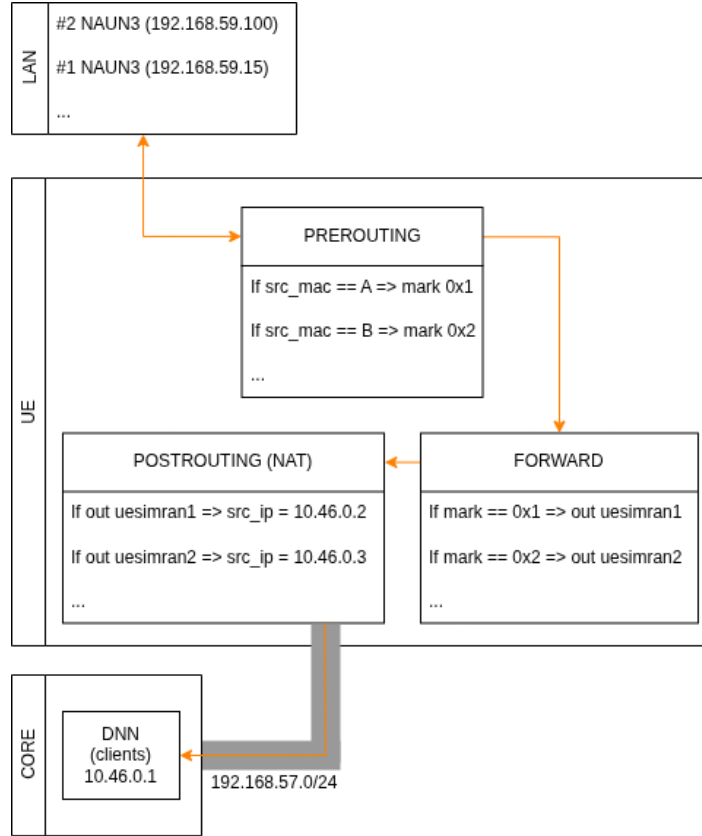 LAN
#2 NAUN3 (192.168.59.100)
#1 NAUN3 (192.168.59.15)
...
UE
PREROUTING
If src_mac == A => mark 0x1
If src_mac == B => mark 0x2
...
POSTROUTING (NAT)
If out uesimran1 => src_ip = 10.46.0.2
If out uesimran2 => src_ip = 10.46.0.3
...
FORWARD
If mark == 0x1 => out uesimran1
If mark == 0x2 => out uesimran2
...
CORE
DNN
(clients)
10.46.0.1
192.168.57.0/24